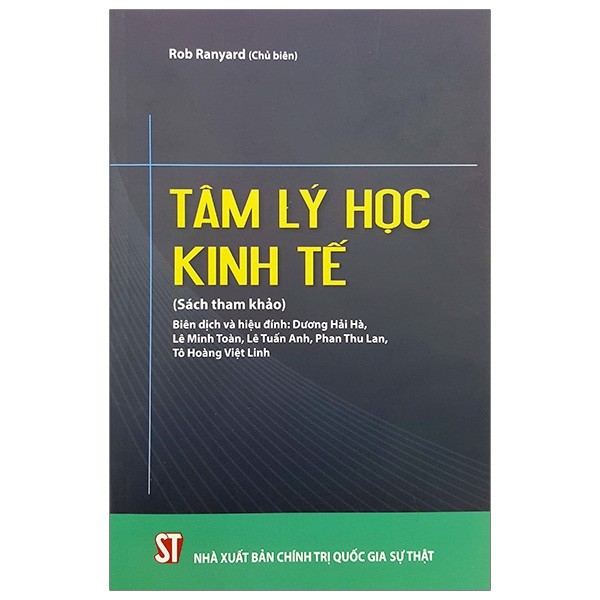 Rob Ranyard (Chủ biên)
TÂM LÝ HỌC
KINH TẾ
(Sách tham khảo)
Biên dịch và hiệu đính: Dương Hải Hà,
Lê Minh Toàn, Lê Tuấn Anh, Phan Thu Lan,
Tô Hoàng Việt Linh
ST
NHÀ XUẤT BẢN CHÍNH TRỊ QUỐC GIA SỰ THẬT